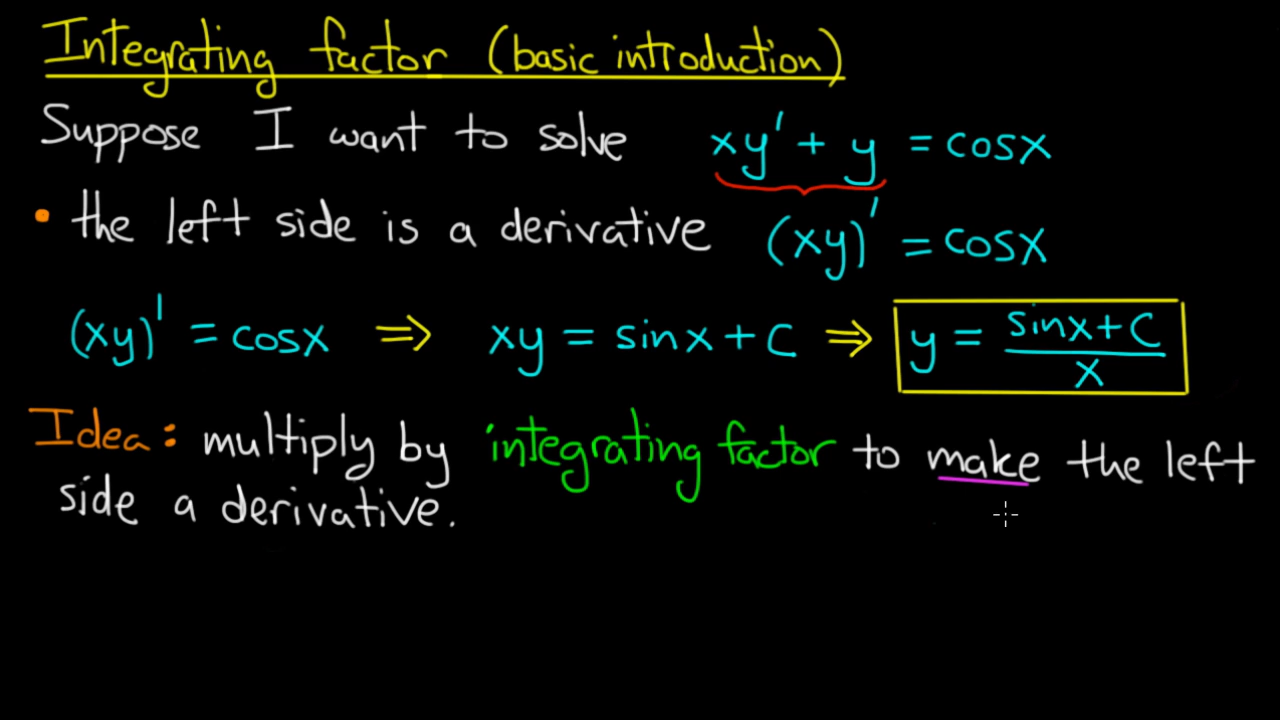 Integrating factor (basic introduction)
Suppose I want to solve xy' + y = cosx
• the left side is a derivative (xy)' = cosx
(xy)' = cosx ⇒ xy = sinx + C ⇒ y = (sinx+C)/x
Idea: multiply by integrating factor to make the left
side a derivative.